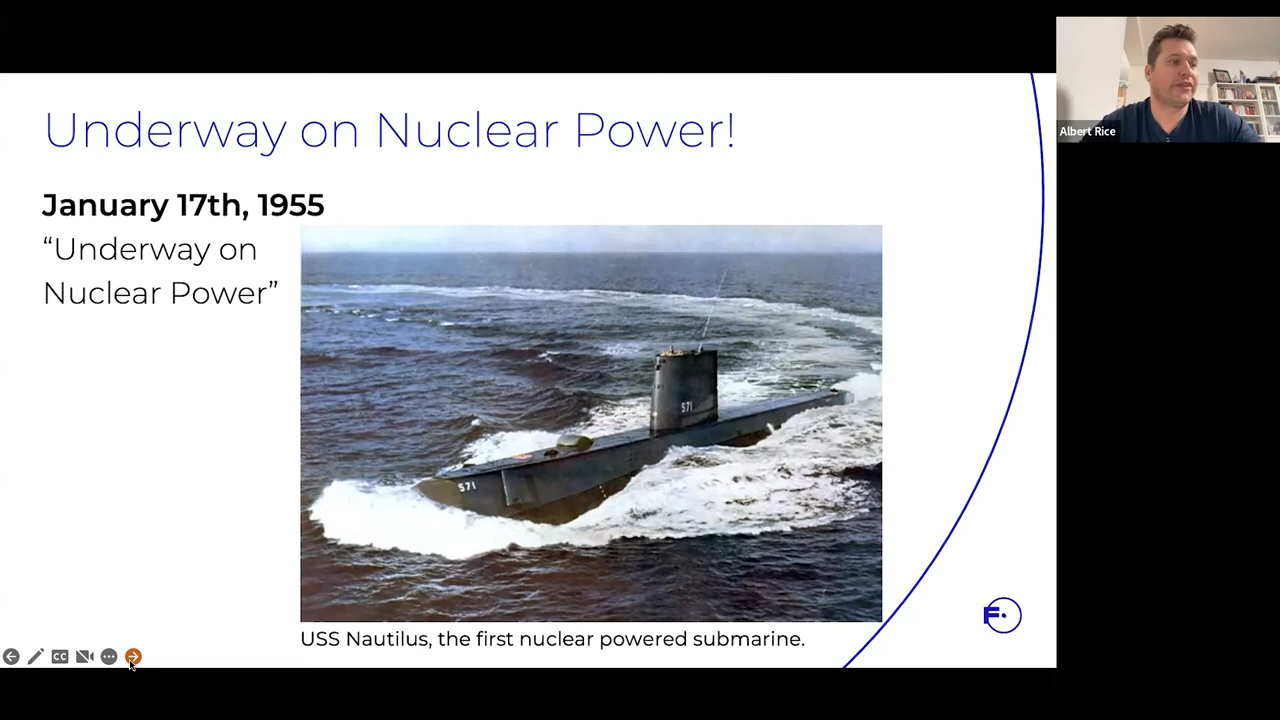 Underway on Nuclear Power!
January 17th, 1955
“Underway on
Nuclear Power”
571
571
USS Nautilus, the first nuclear powered submarine.
F
CC
Albert Rice